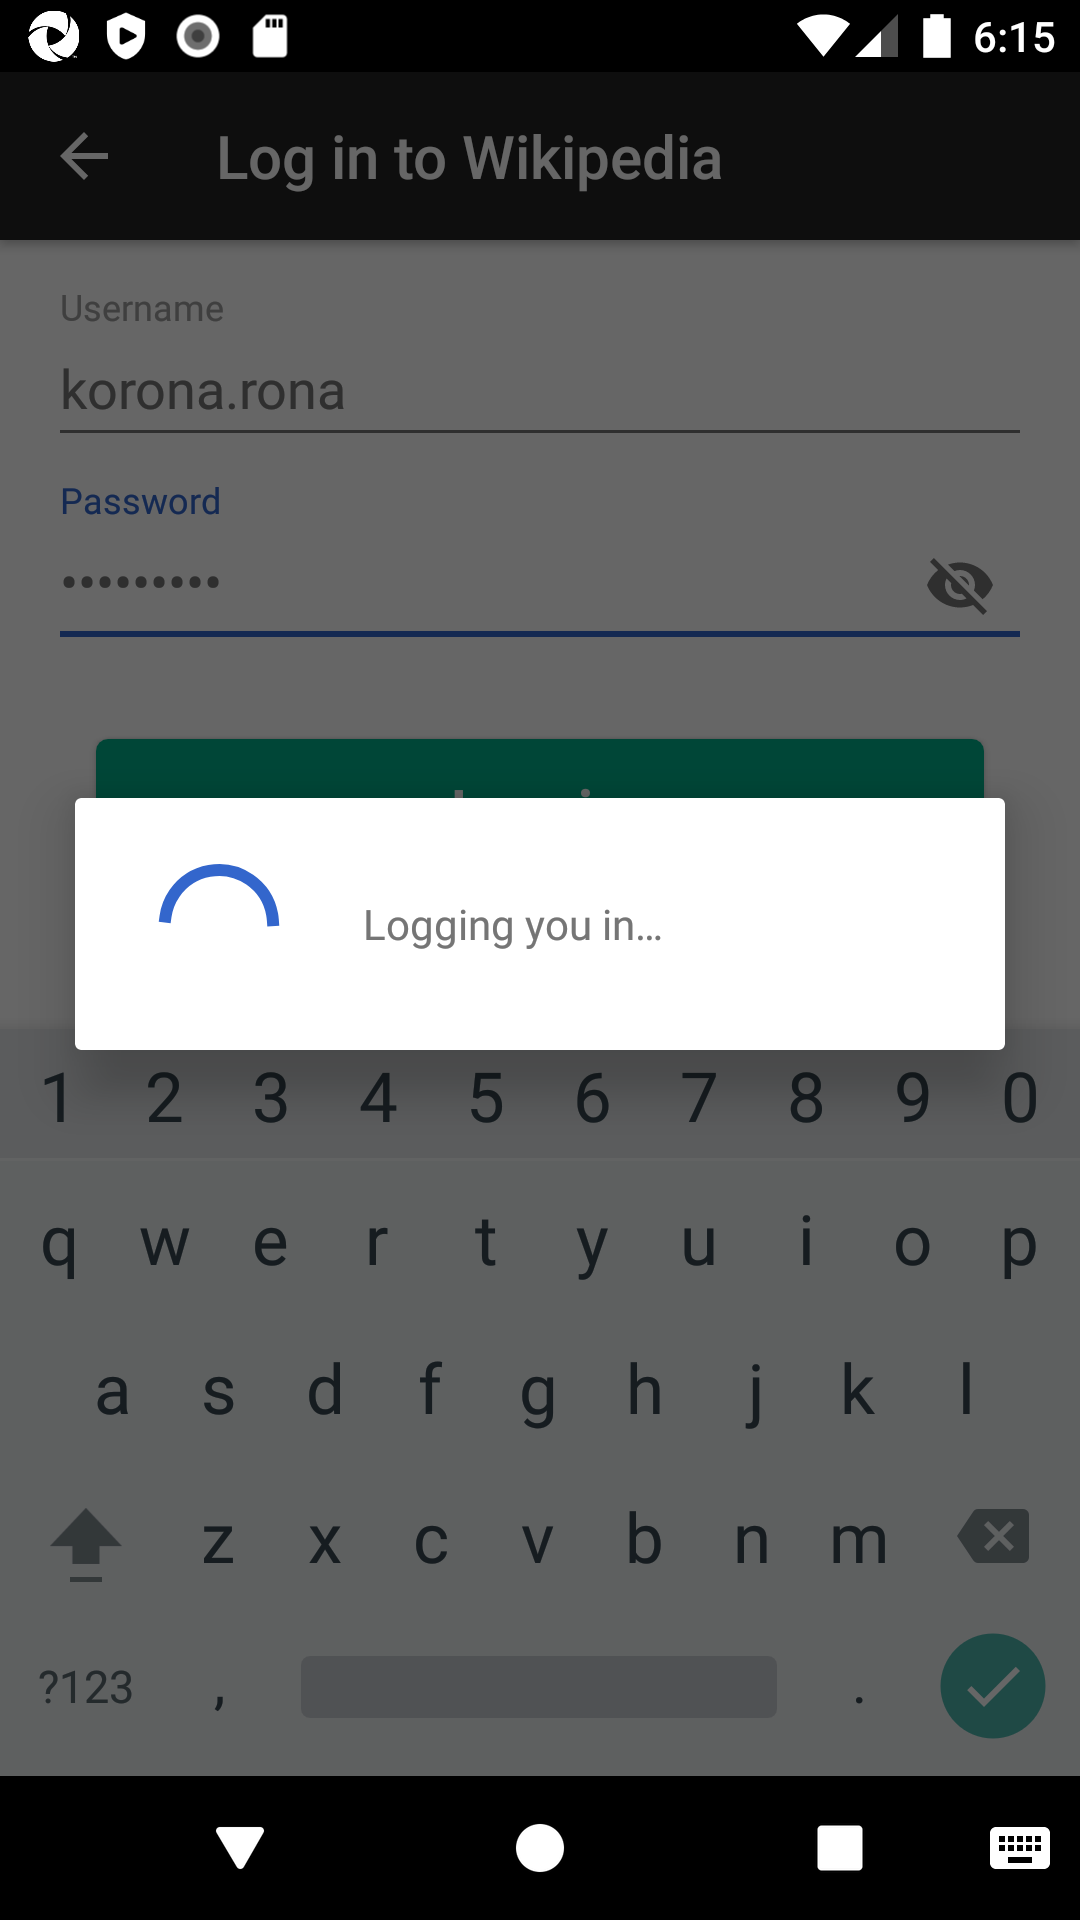 6:15
Log in to Wikipedia
Username
korona.rona
Password
•••••••••
Logging you in...
1 2 3 4 5 6 7 8 9 0
q w e r t y u i o p
a s d f g h j k l
z x c v b n m
?123 , .